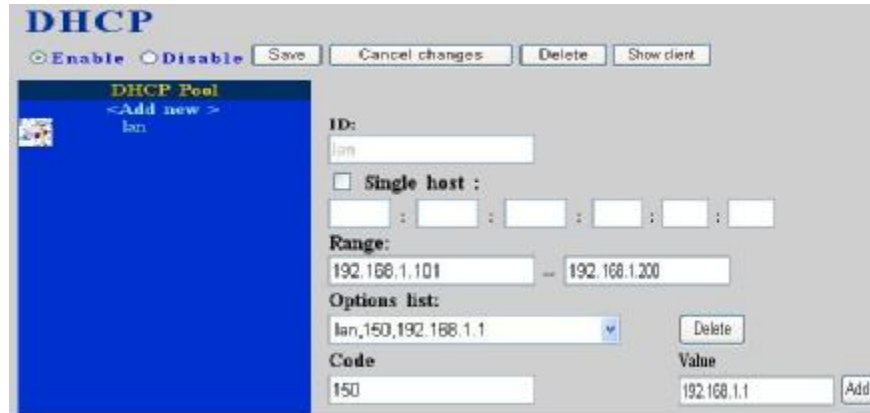 DHCP
Enable Disable Save Cancel changes Delete Show client
DHCP Pool
<Add new >
lan
ID:
lan
Single host :
: : : : :
Range:
192.168.1.101 -- 192.168.1.200
Options list:
lan,150,192.168.1.1 Delete
Code Value
150 192.168.1.1 Add